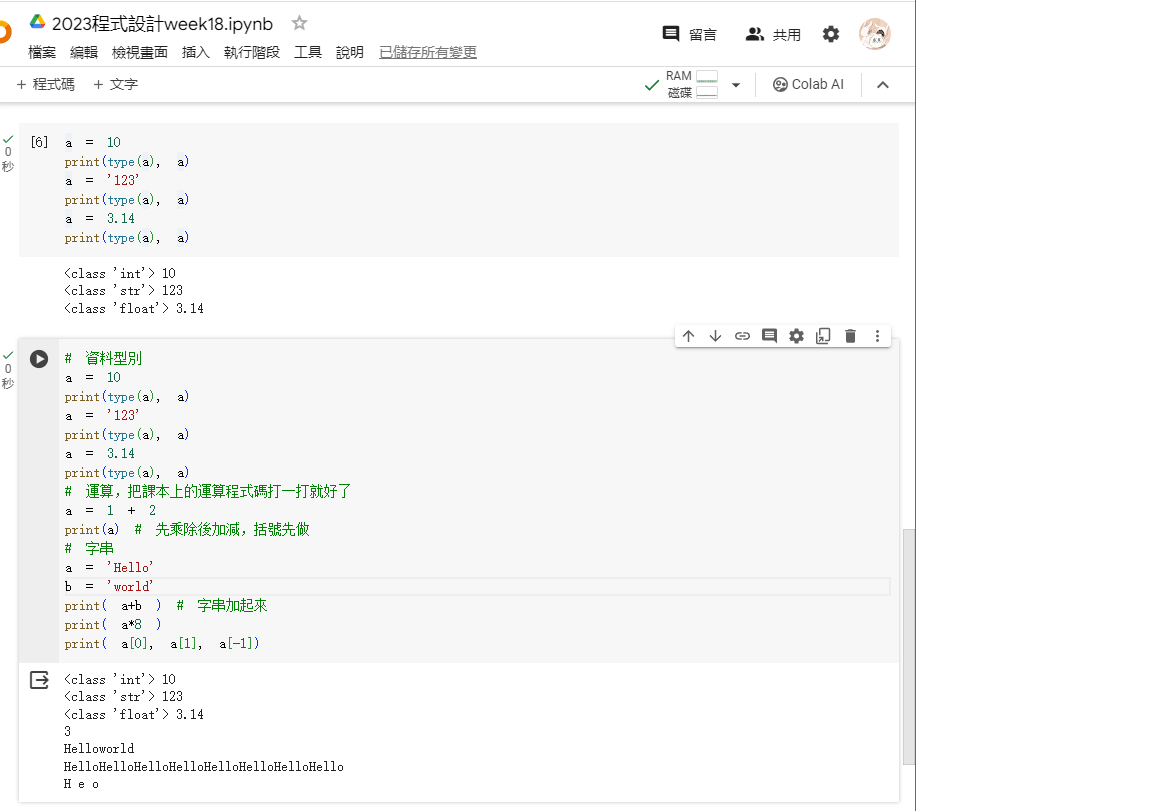 2023程式設計week18.ipynb
留言 共用
檔案 編輯 檢視畫面 插入 執行階段 工具 說明 已儲存所有變更
+ 程式碼 + 文字
RAM
磁碟
Colab AI
0
秒
[6] a = 10
print(type(a), a)
a = '123'
print(type(a), a)
a = 3.14
print(type(a), a)
<class 'int'> 10
<class 'str'> 123
<class 'float'> 3.14
0
秒
# 資料型別
a = 10
print(type(a), a)
a = '123'
print(type(a), a)
a = 3.14
print(type(a), a)
# 運算，把課本上的運算程式碼打一打就好了
a = 1 + 2
print(a) # 先乘除後加減，括號先做
# 字串
a = 'Hello'
b = 'world'
print( a+b ) # 字串加起來
print( a*8 )
print( a[0], a[1], a[-1])
<class 'int'> 10
<class 'str'> 123
<class 'float'> 3.14
3
Helloworld
HelloHelloHelloHelloHelloHelloHelloHello
H e o